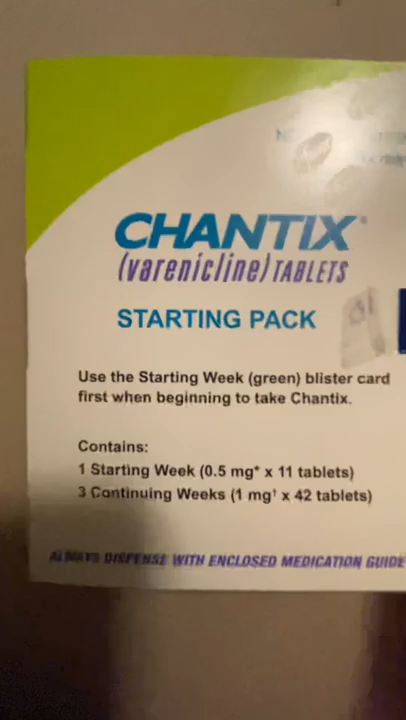 CHANTIX®
(varenicline) TABLETS
STARTING PACK
Use the Starting Week (green) blister card
first when beginning to take Chantix.
Contains:
1 Starting Week (0.5 mg* x 11 tablets)
3 Continuing Weeks (1 mg† x 42 tablets)
ALWAYS DISPENSE WITH ENCLOSED MEDICATION GUIDE